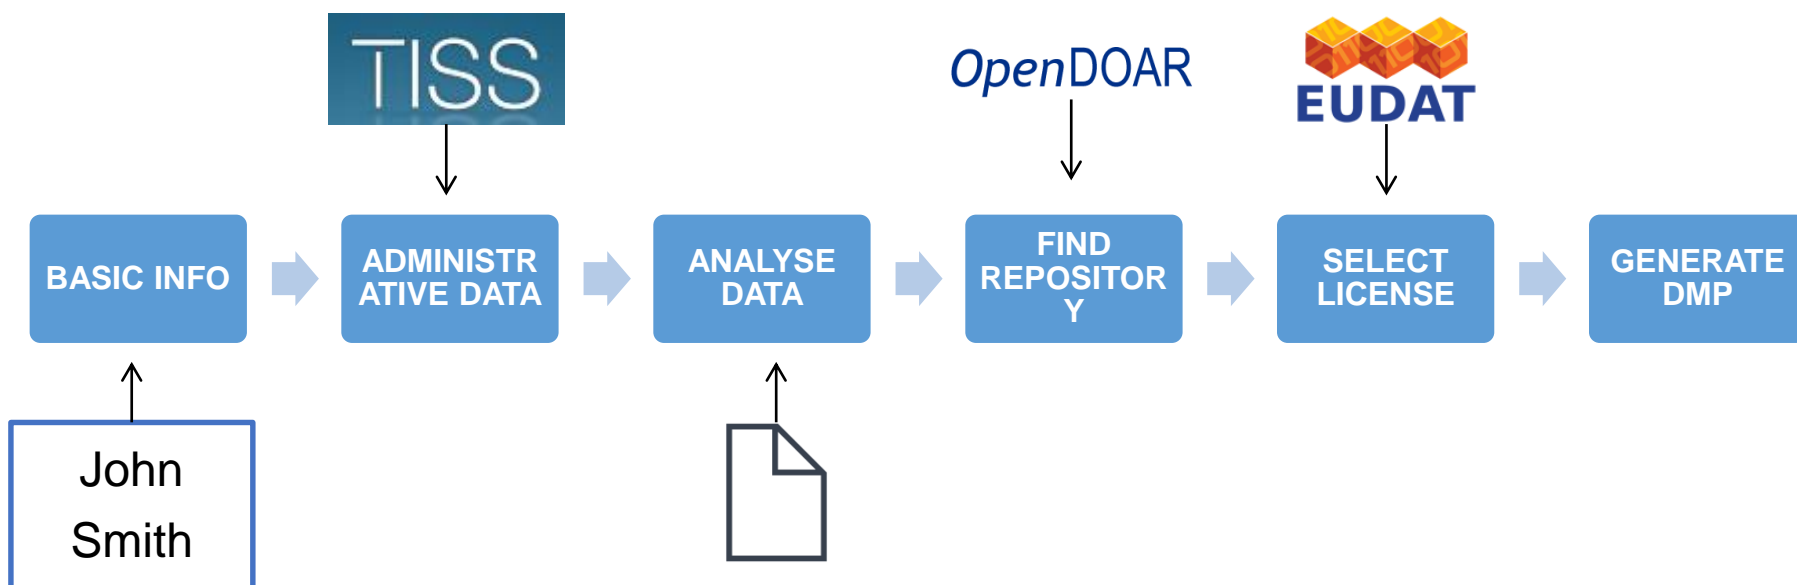 TISS
OpenDOAR
EUDAT
BASIC INFO
ADMINISTR
ATIVE DATA
ANALYSE
DATA
FIND
REPOSITOR
Y
SELECT
LICENSE
GENERATE
DMP
John
Smith